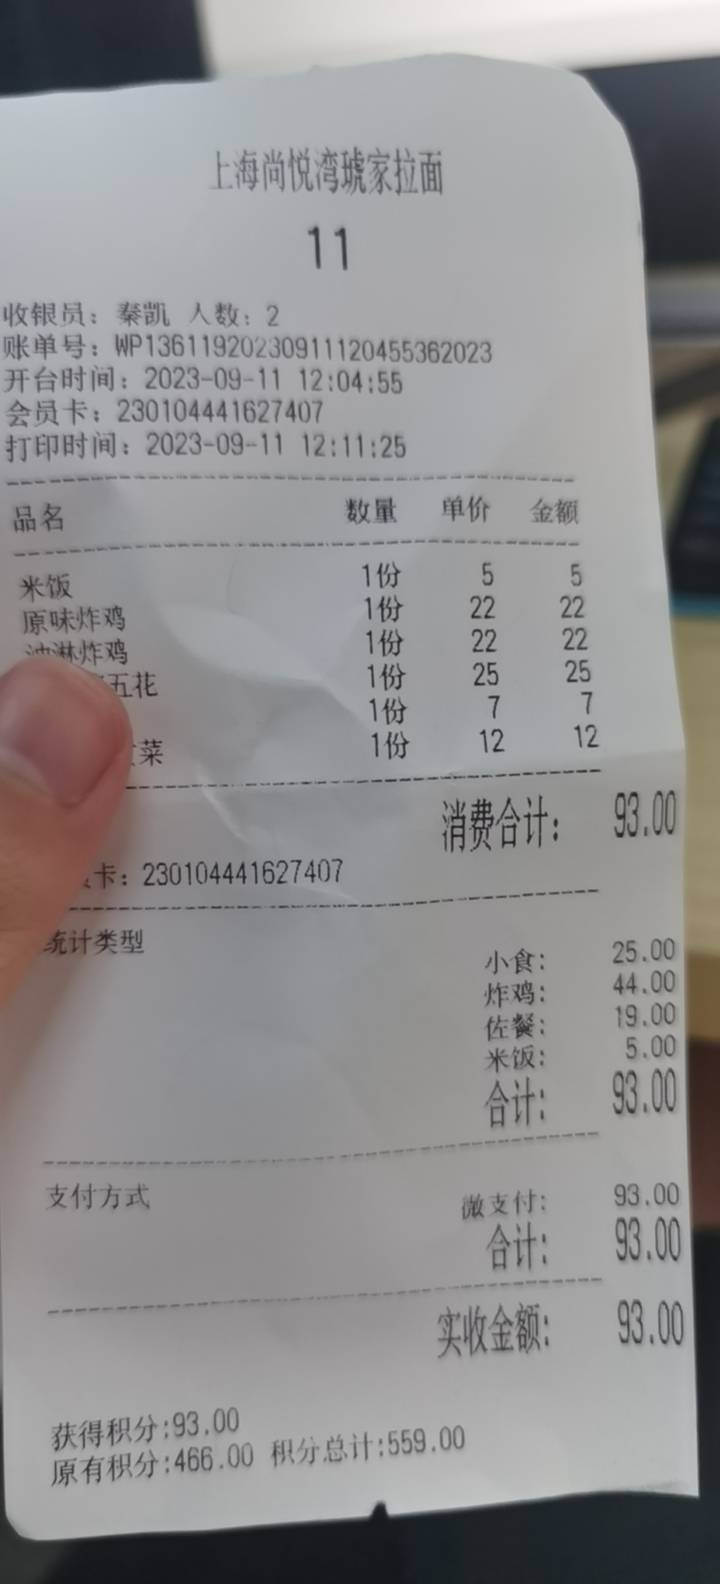 上海尚悦湾琥家拉面
11
收银员：秦凯 人数：2
账单号：WP13611920230911120455362023
开台时间：2023-09-11 12:04:55
会员卡：230104441627407
打印时间：2023-09-11 12:11:25
品名 数量 单价 金额
米饭 1份 5 5
原味炸鸡 1份 22 22
油淋炸鸡 1份 22 22
五花 1份 25 25
1份 7 7
菜 1份 12 12
消费合计： 93.00
卡：230104441627407
统计类型
小食： 25.00
炸鸡： 44.00
佐餐： 19.00
米饭： 5.00
合计： 93.00
支付方式
微支付： 93.00
合计： 93.00
实收金额： 93.00
获得积分:93.00
原有积分:466.00 积分总计:559.00